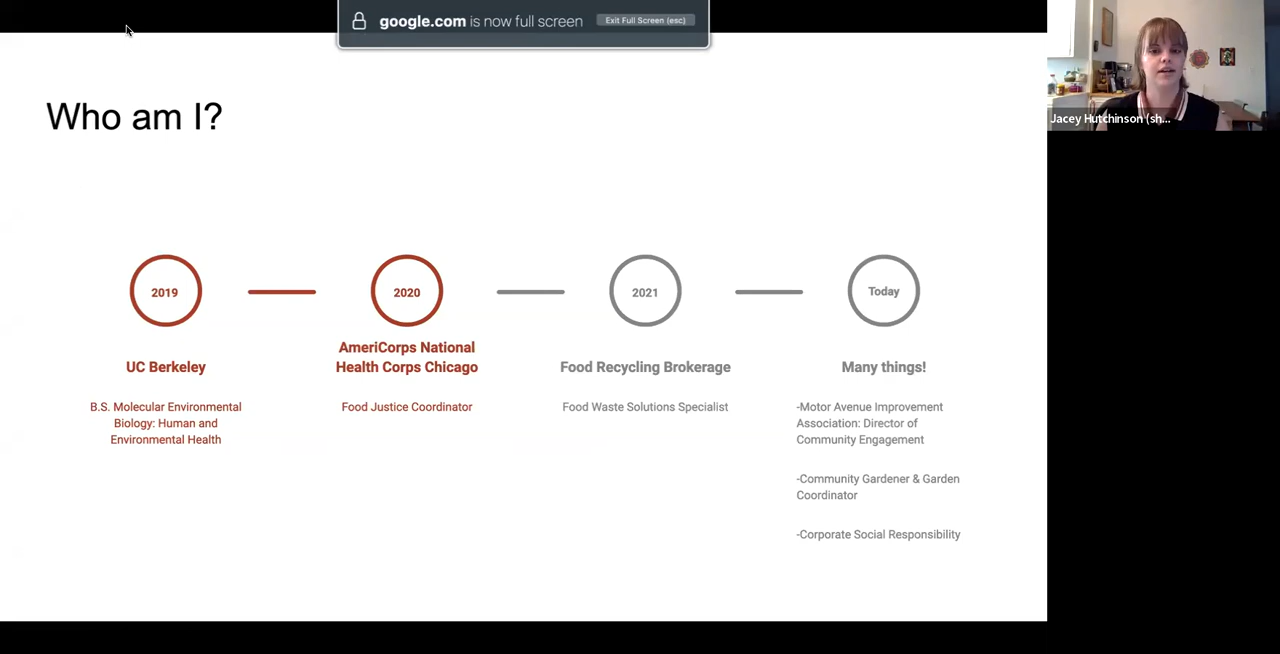 google.com is now full screen
Exit Full Screen (esc)
Jacey Hutchinson (sh...
Who am I?
2019
2020
2021
Today
UC Berkeley
B.S. Molecular Environmental
Biology: Human and
Environmental Health
AmeriCorps National
Health Corps Chicago
Food Justice Coordinator
Food Recycling Brokerage
Food Waste Solutions Specialist
Many things!
-Motor Avenue Improvement
Association: Director of
Community Engagement
-Community Gardener & Garden
Coordinator
-Corporate Social Responsibility